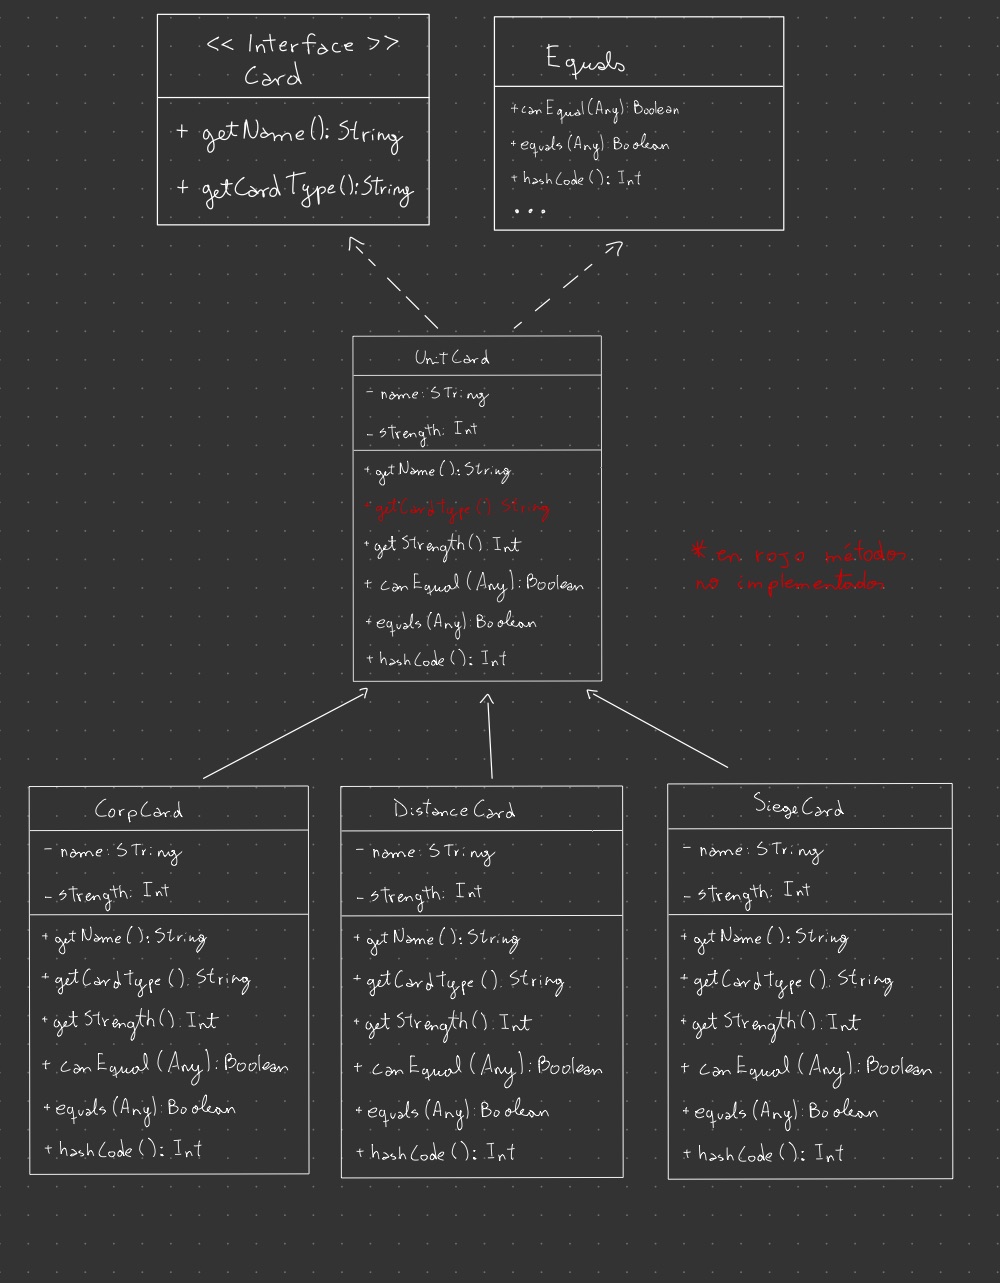 << Interface >>
Card
+ getName(): String
+ getCardType(): String
Equals
+ canEqual(Any): Boolean
+ equals(Any): Boolean
+ hashCode(): Int
...
UnitCard
- name: STring
- strength: Int
+ getName(): String
+ getCardType(): String
+ getStrength(): Int
+ canEqual(Any): Boolean
+ equals(Any): Boolean
+ hashCode(): Int
* en rojo métodos
no implementados
CorpCard
- name: STring
- strength: Int
+ getName(): String
+ getCardType(): String
+ getStrength(): Int
+ canEqual(Any): Boolean
+ equals(Any): Boolean
+ hashCode(): Int
DistanceCard
- name: STring
- strength: Int
+ getName(): String
+ getCardType(): String
+ getStrength(): Int
+ canEqual(Any): Boolean
+ equals(Any): Boolean
+ hashCode(): Int
SiegeCard
- name: STring
- strength: Int
+ getName(): String
+ getCardType(): String
+ getStrength(): Int
+ canEqual(Any): Boolean
+ equals(Any): Boolean
+ hashCode(): Int